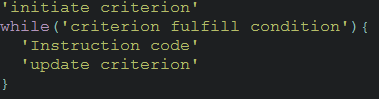 'initiate criterion'
while('criterion fulfill condition'){
'Instruction code'
'update criterion'
}